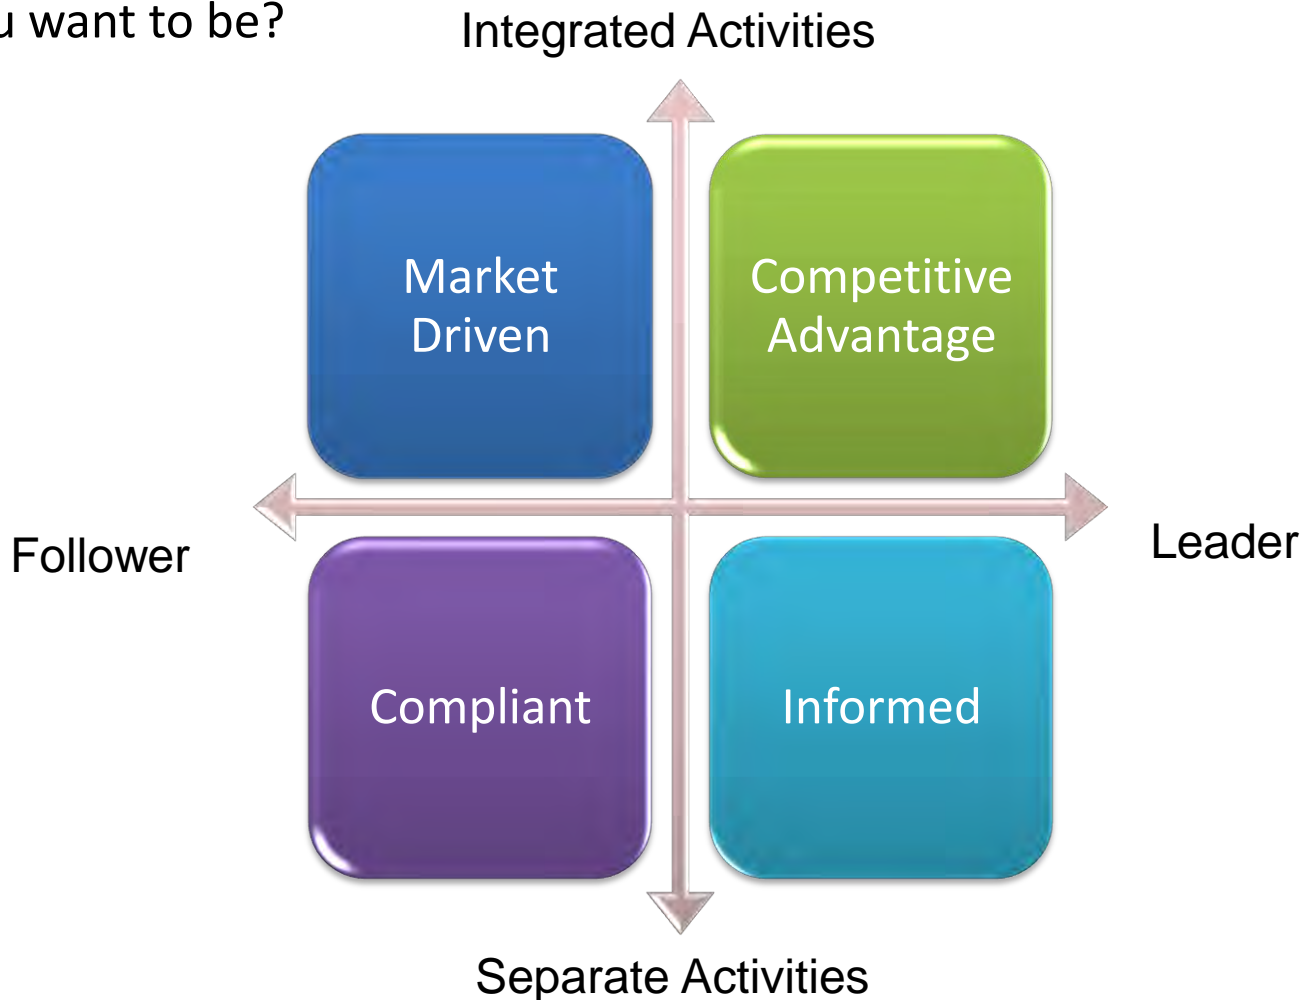 u want to be?
Integrated Activities
Market
Driven
Competitive
Advantage
Follower
Leader
Compliant
Informed
Separate Activities